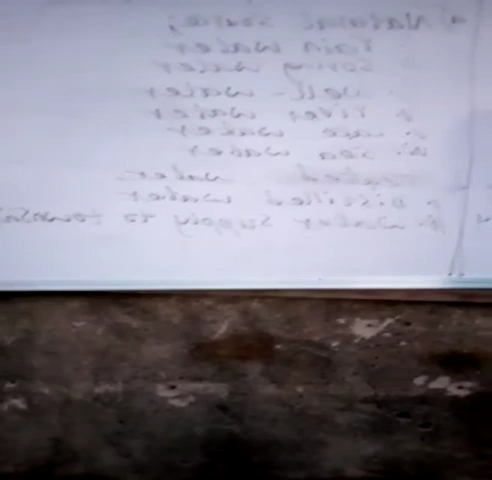 a) Natural source;
rain water
spring water
well - water
river water
lake water
sea water
treated water
Distilled water
water supply to